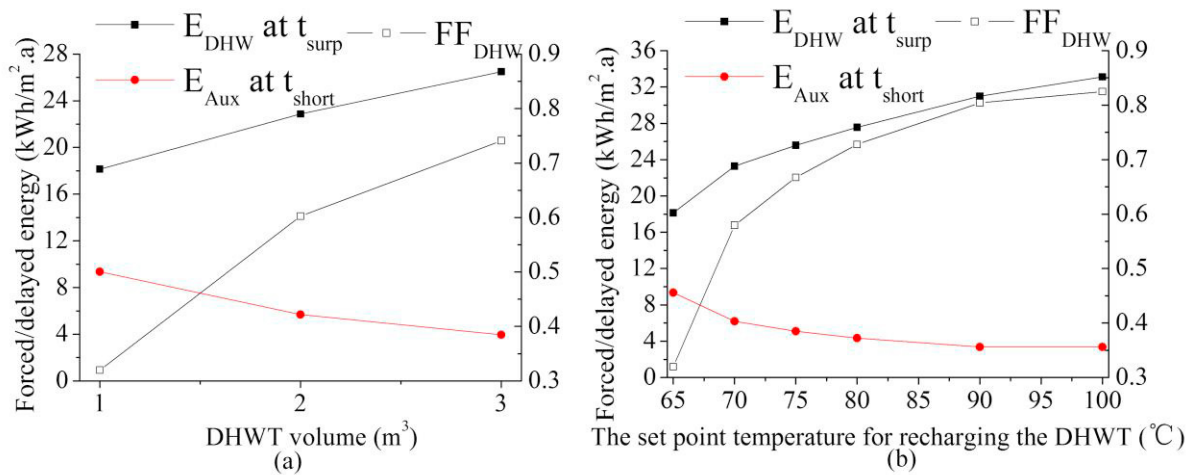 (a)
E_DHW at t_surp
FF_DHW
E_Aux at t_short
Forced/delayed energy (kWh/m².a)
28
24
20
16
12
8
4
0
0.9
0.8
0.7
0.6
0.5
0.4
0.3
1 2 3
DHWT volume (m³)
(a)
(b)
E_DHW at t_surp
FF_DHW
E_Aux at t_short
Forced/delayed energy (kWh/m².a)
36
32
28
24
20
16
12
8
4
0
0.9
0.8
0.7
0.6
0.5
0.4
0.3
65 70 75 80 85 90 95 100
The set point temperature for recharging the DHWT (℃)
(b)